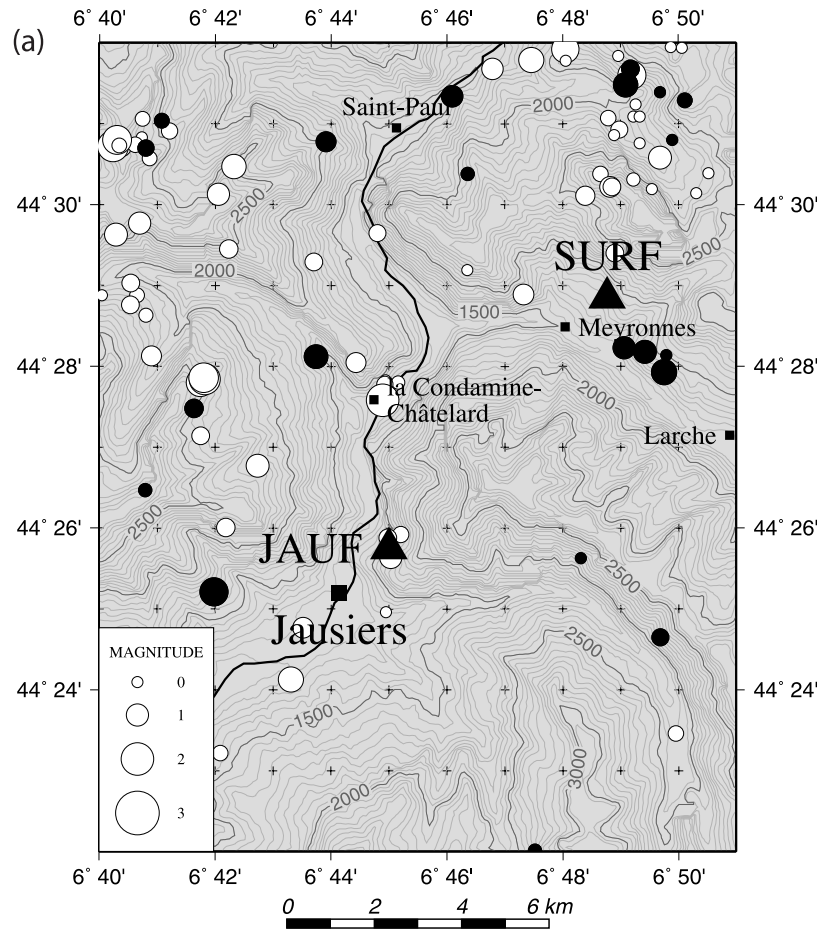 (a)
6° 40' 6° 42' 6° 44' 6° 46' 6° 48' 6° 50'
Saint-Paul
2000
44° 30' 44° 30'
2500
2500
SURF
2000
1500
Meyronnes
44° 28' 44° 28'
la Condamine-
Châtelard
2000
Larche
2500
44° 26' 44° 26'
JAUF
2500
Jausiers
2500
MAGNITUDE
0
1
2
3
44° 24' 44° 24'
1500
3000
2000
6° 40' 6° 42' 6° 44' 6° 46' 6° 48' 6° 50'
0 2 4 6 km